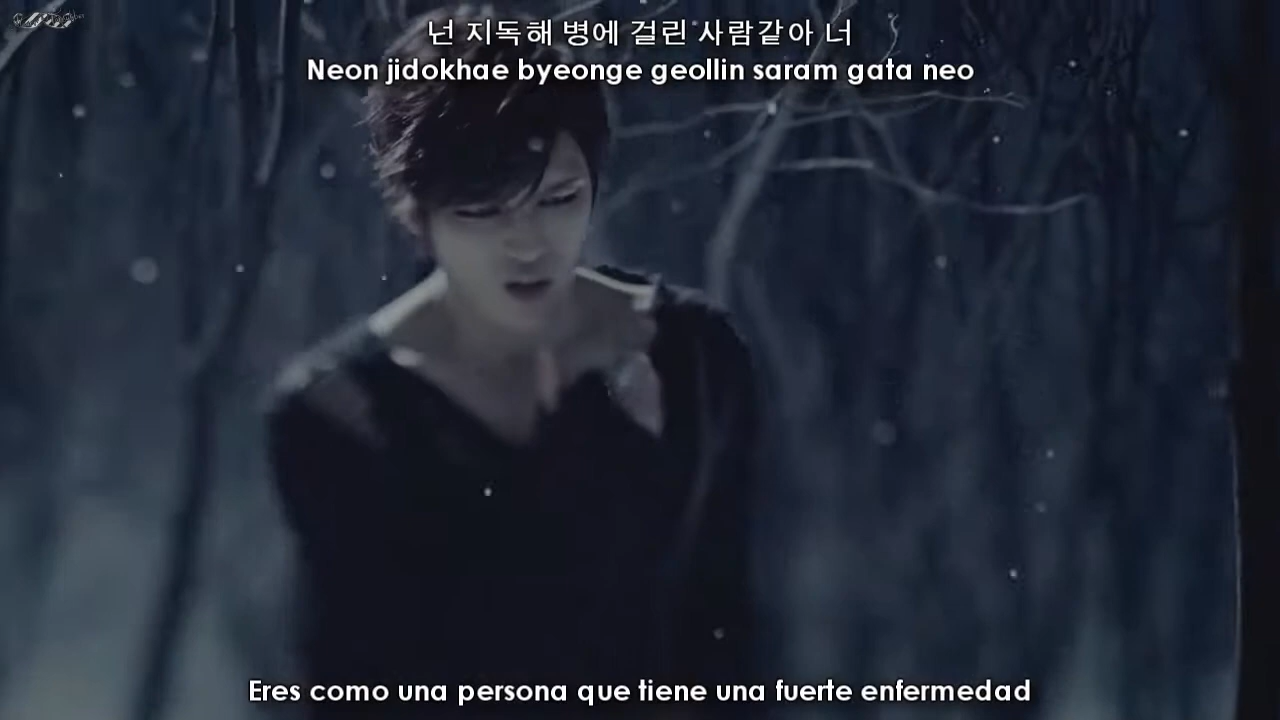 넌 지독해 병에 걸린 사람같아 너
Neon jidokhae byeonge geollin saram gata neo
Eres como una persona que tiene una fuerte enfermedad